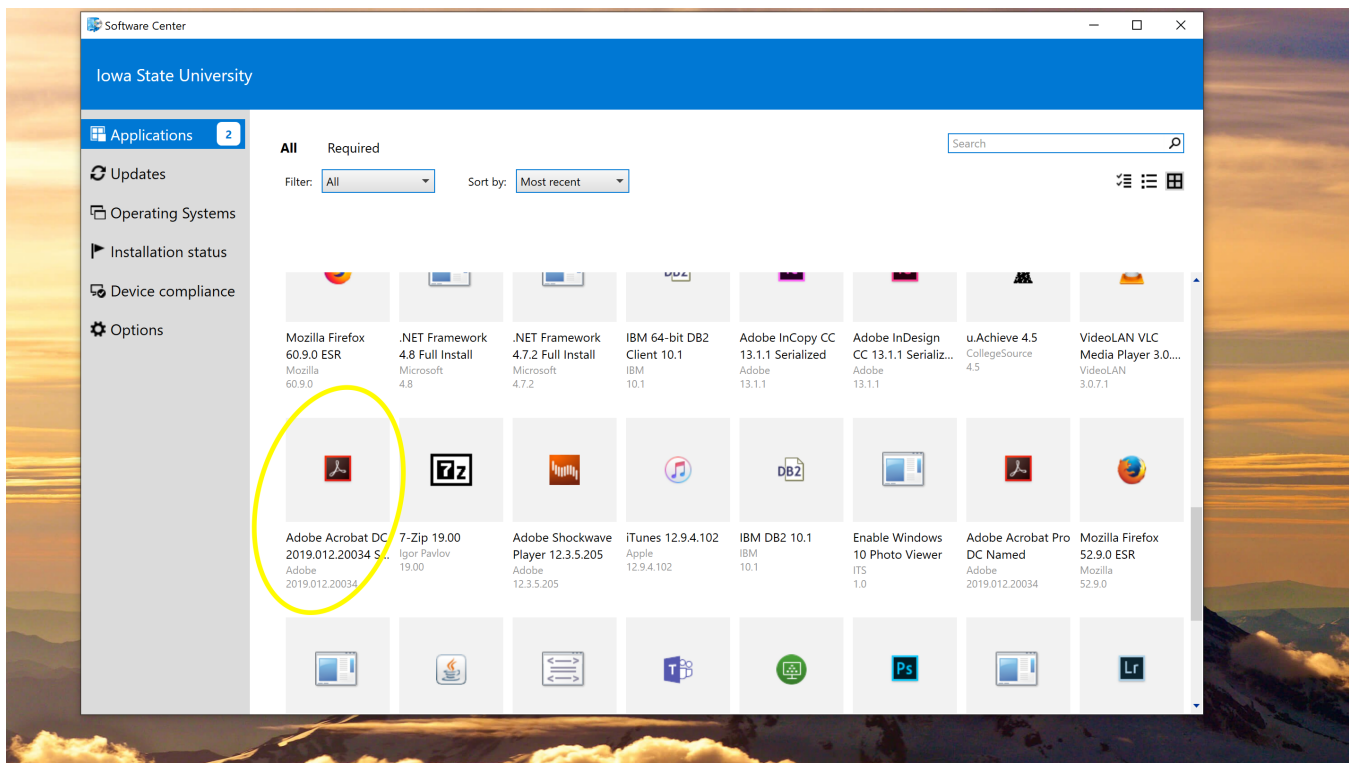 Software Center
Iowa State University
Applications 2
Updates
Operating Systems
Installation status
Device compliance
Options
All Required
Search
Filter: All Sort by: Most recent
DB2
Mozilla Firefox
60.9.0 ESR
Mozilla
60.9.0
.NET Framework
4.8 Full Install
Microsoft
4.8
.NET Framework
4.7.2 Full Install
Microsoft
4.7.2
IBM 64-bit DB2
Client 10.1
IBM
10.1
Adobe InCopy CC
13.1.1 Serialized
Adobe
13.1.1
Adobe InDesign
CC 13.1.1 Serializ...
Adobe
13.1.1
u.Achieve 4.5
CollegeSource
4.5
VideoLAN VLC
Media Player 3.0....
VideoLAN
3.0.7.1
7z
DB2
Adobe Acrobat DC
2019.012.20034 S...
Adobe
2019.012.20034
7-Zip 19.00
Igor Pavlov
19.00
Adobe Shockwave
Player 12.3.5.205
Adobe
12.3.5.205
iTunes 12.9.4.102
Apple
12.9.4.102
IBM DB2 10.1
IBM
10.1
Enable Windows
10 Photo Viewer
ITS
1.0
Adobe Acrobat Pro
DC Named
Adobe
2019.012.20034
Mozilla Firefox
52.9.0 ESR
Mozilla
52.9.0
T
Ps
Lr